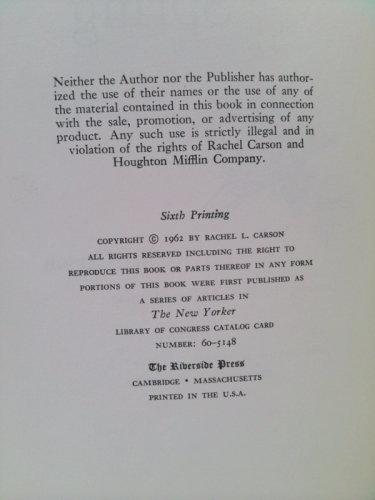 Neither the Author nor the Publisher has author-
ized the use of their names or the use of any of
the material contained in this book in connection
with the sale, promotion, or advertising of any
product. Any such use is strictly illegal and in
violation of the rights of Rachel Carson and
Houghton Mifflin Company.
Sixth Printing
COPYRIGHT © 1962 BY RACHEL L. CARSON
ALL RIGHTS RESERVED INCLUDING THE RIGHT TO
REPRODUCE THIS BOOK OR PARTS THEREOF IN ANY FORM
PORTIONS OF THIS BOOK WERE FIRST PUBLISHED AS
A SERIES OF ARTICLES IN
The New Yorker
LIBRARY OF CONGRESS CATALOG CARD
NUMBER: 60-5148
The Riverside Press
CAMBRIDGE • MASSACHUSETTS
PRINTED IN THE U.S.A.